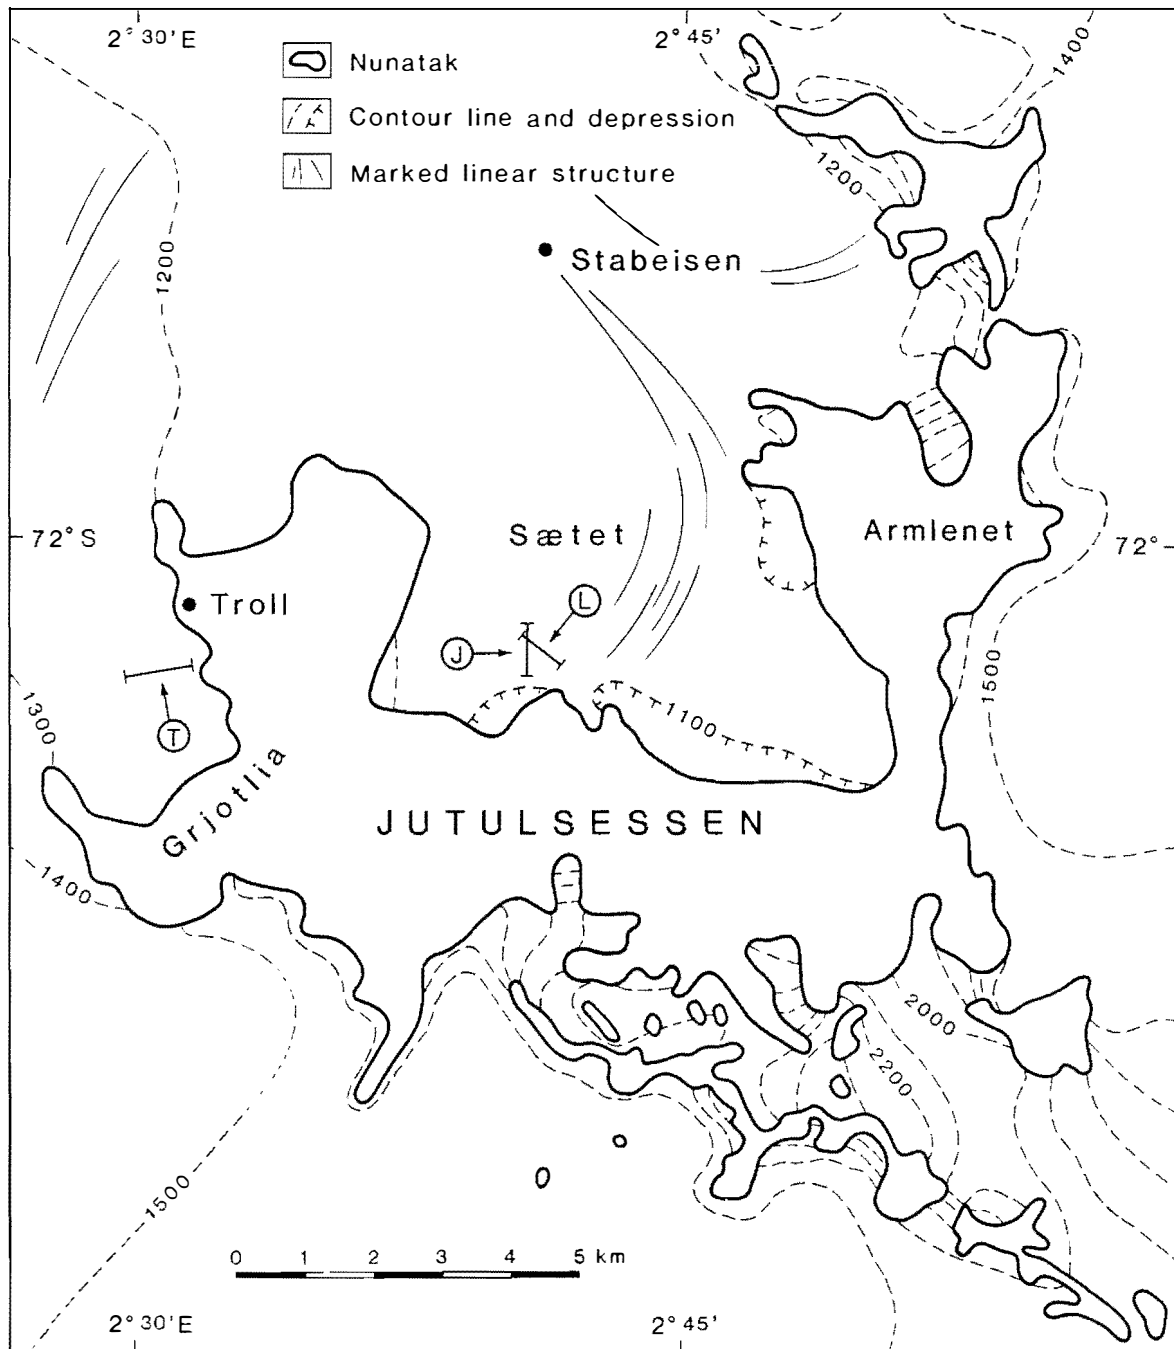 2°30'E
2°45'
Nunatak
Contour line and depression
Marked linear structure
1400
1200
1200
Stabeisen
72°S
Sætet
Armlenet
72°
Troll
L
J
T
1300
1100
1500
Grjotlia
JUTULSESSEN
1400
2000
2200
1500
0 1 2 3 4 5 km
2°30'E
2°45'